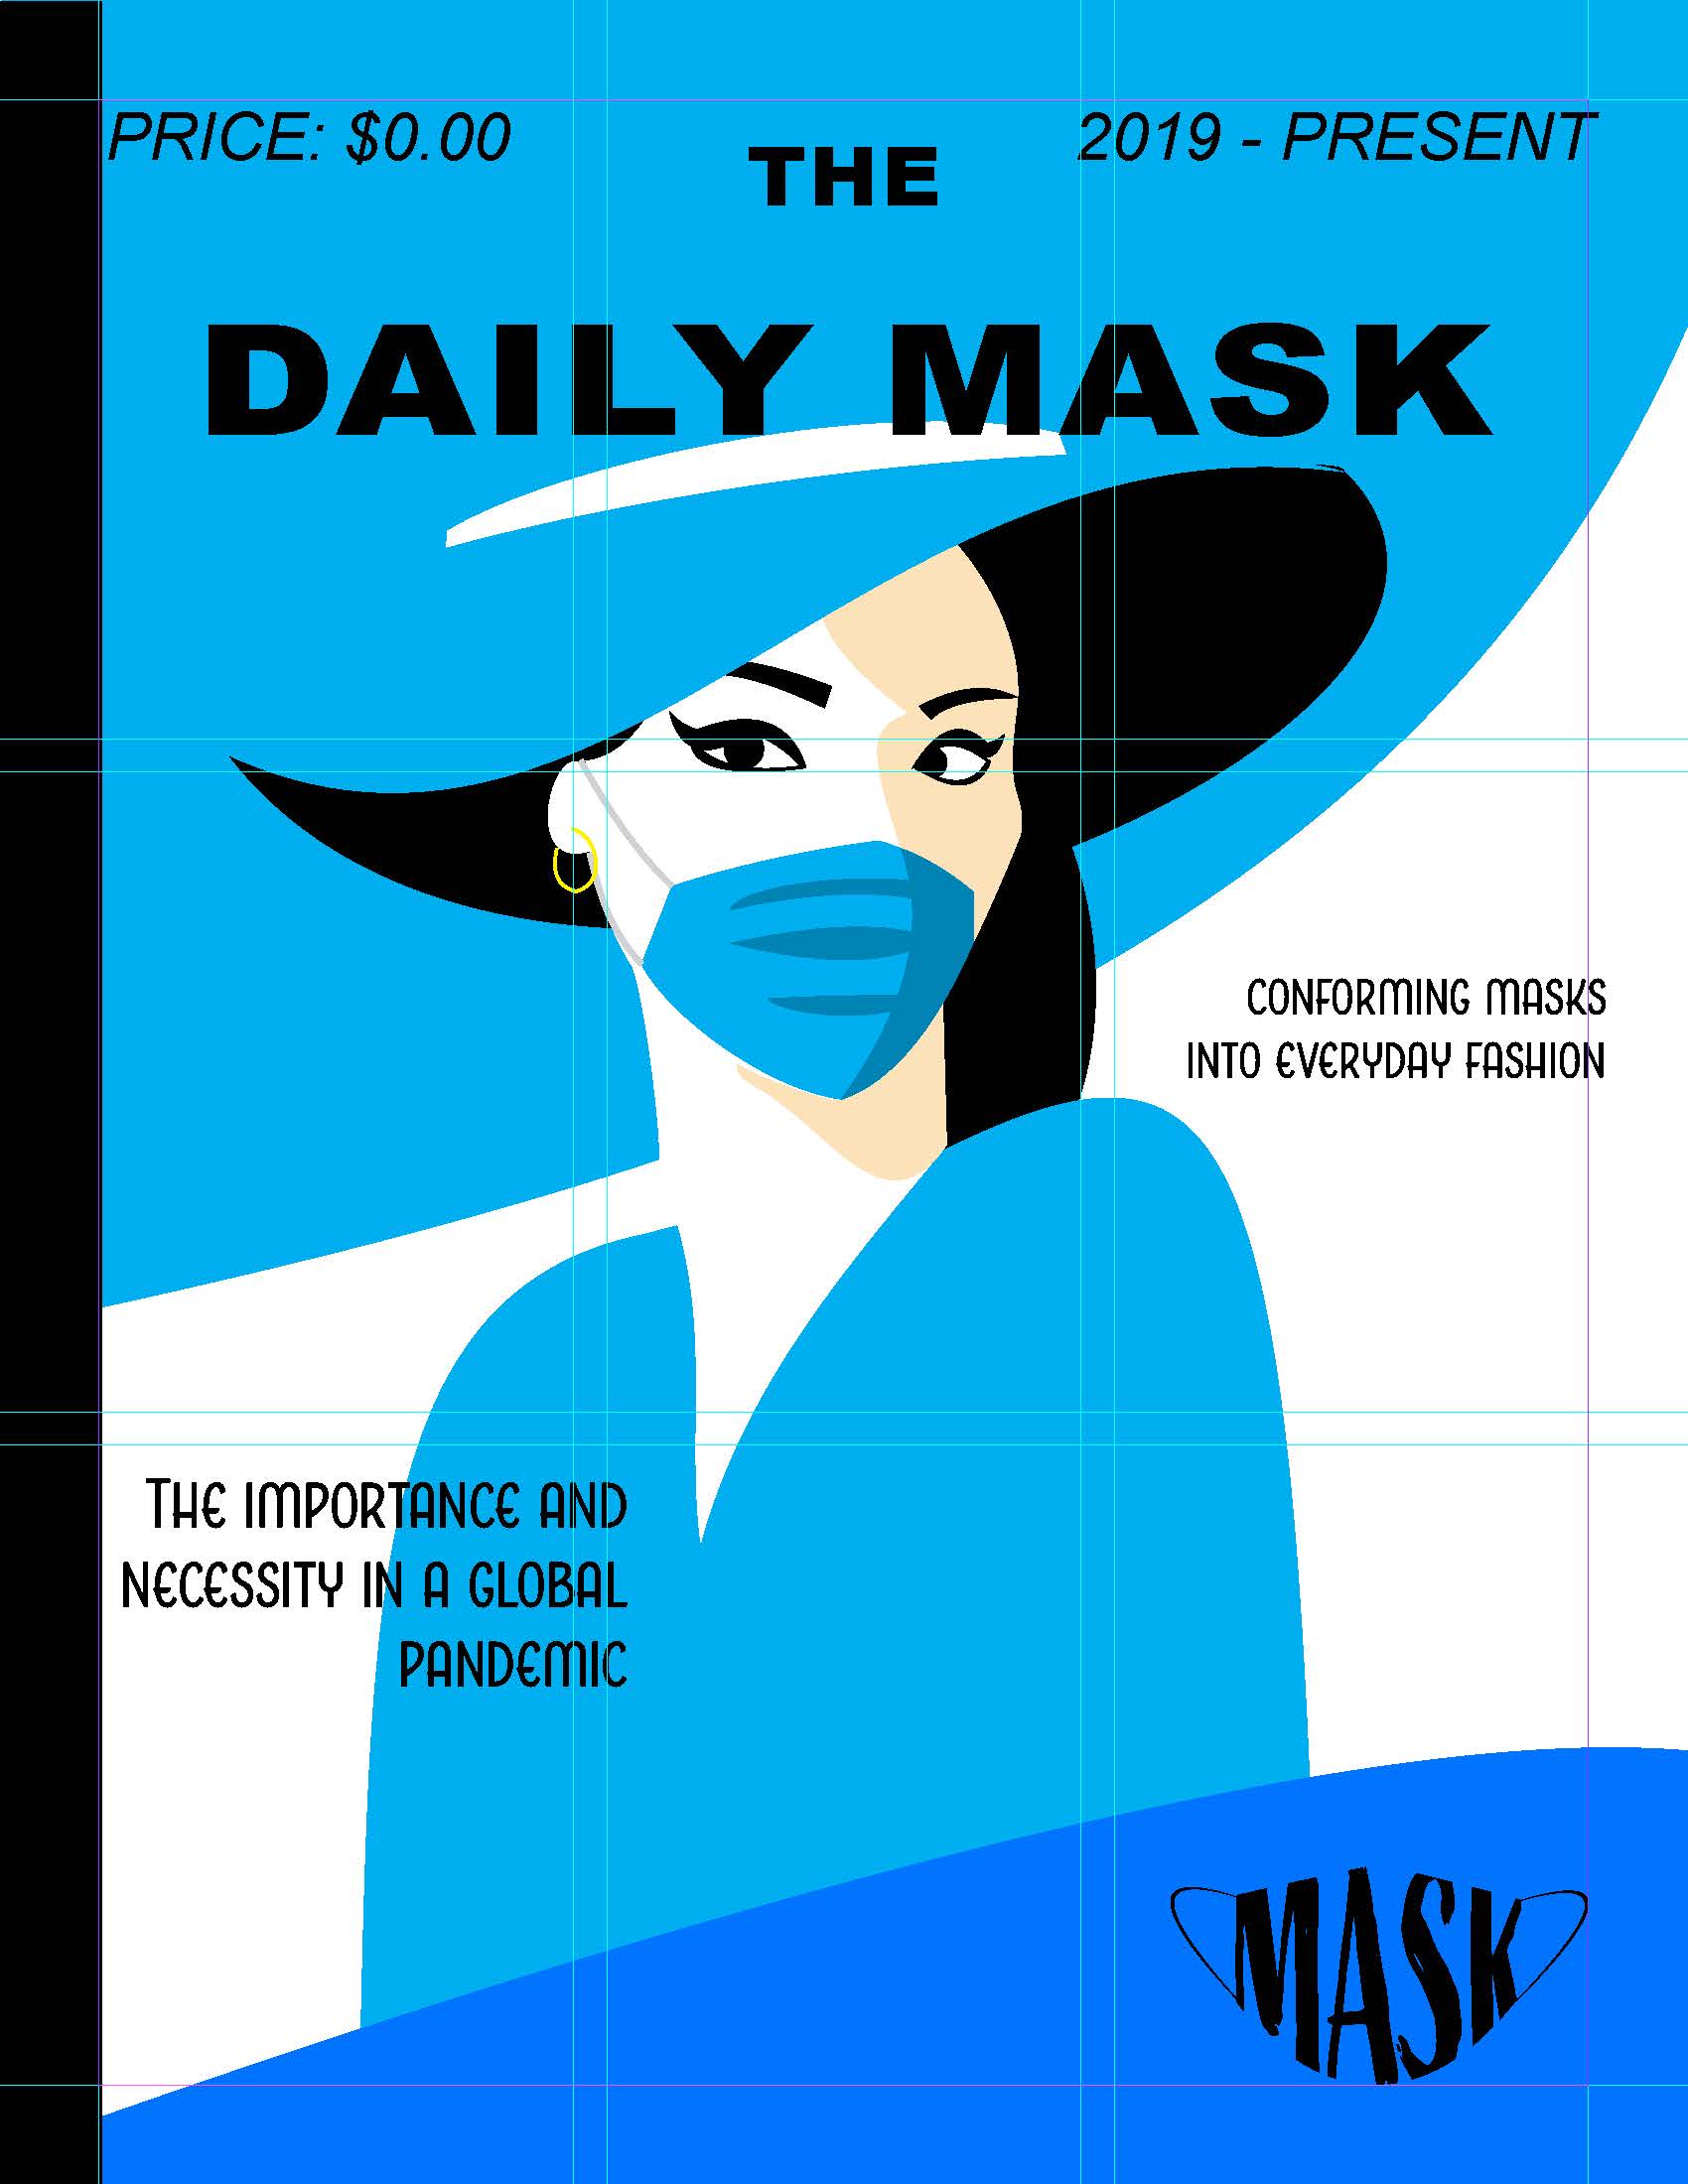 PRICE: $0.00
2019 - PRESENT
THE
DAILY MASK
CONFORMING MASKS
INTO EVERYDAY FASHION
THE IMPORTANCE AND
NECESSITY IN A GLOBAL
PANDEMIC
MASK